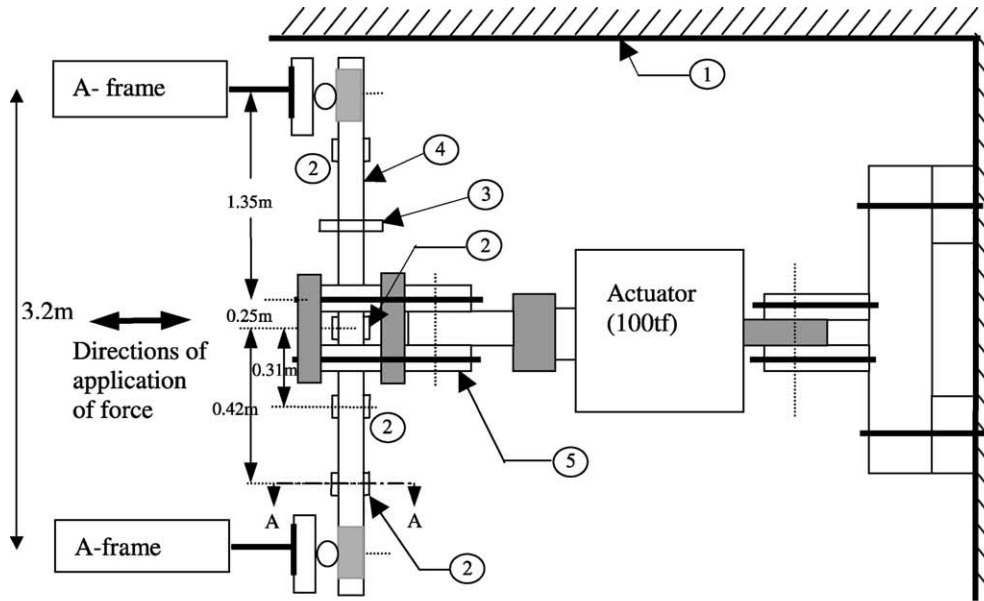 A- frame
1
2
4
1.35m
3
2
3.2m
0.25m
Actuator
(100tf)
Directions of
application
of force
0.31m
0.42m
2
5
A
A
A-frame
2